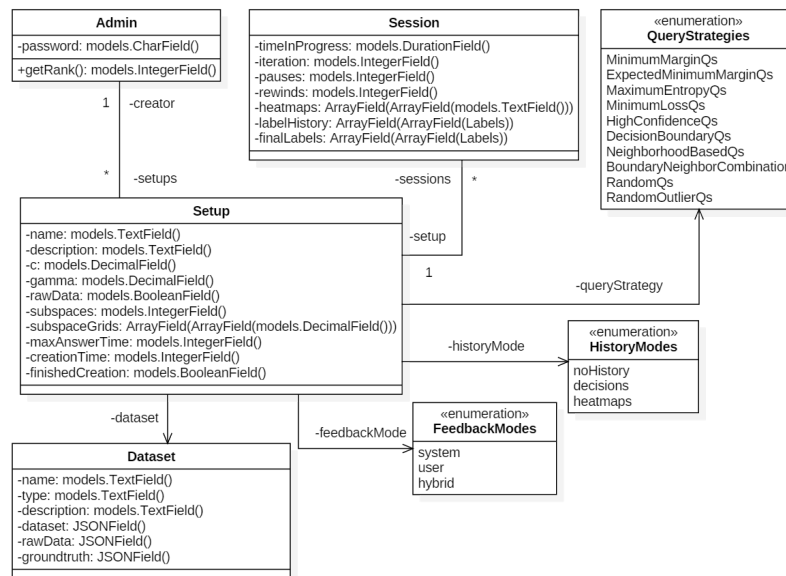 Admin
-password: models.CharField()
+getRank(): models.IntegerField()
Session
-timeInProgress: models.DurationField()
-iteration: models.IntegerField()
-pauses: models.IntegerField()
-rewinds: models.IntegerField()
-heatmaps: ArrayField(ArrayField(models.TextField()))
-labelHistory: ArrayField(ArrayField(Labels))
-finalLabels: ArrayField(ArrayField(Labels))
«enumeration»
QueryStrategies
MinimumMarginQs
ExpectedMinimumMarginQs
MaximumEntropyQs
MinimumLossQs
HighConfidenceQs
DecisionBoundaryQs
NeighborhoodBasedQs
BoundaryNeighborCombination
RandomQs
RandomOutlierQs
1
-creator
*
-setups
-sessions
*
-setup
1
Setup
-name: models.TextField()
-description: models.TextField()
-c: models.DecimalField()
-gamma: models.DecimalField()
-rawData: models.BooleanField()
-subspaces: models.IntegerField()
-subspaceGrids: ArrayField(ArrayField(models.DecimalField()))
-maxAnswerTime: models.IntegerField()
-creationTime: models.IntegerField()
-finishedCreation: models.BooleanField()
-queryStrategy
-historyMode
«enumeration»
HistoryModes
noHistory
decisions
heatmaps
-dataset
-feedbackMode
«enumeration»
FeedbackModes
system
user
hybrid
Dataset
-name: models.TextField()
-type: models.TextField()
-description: models.TextField()
-dataset: JSONField()
-rawData: JSONField()
-groundtruth: JSONField()